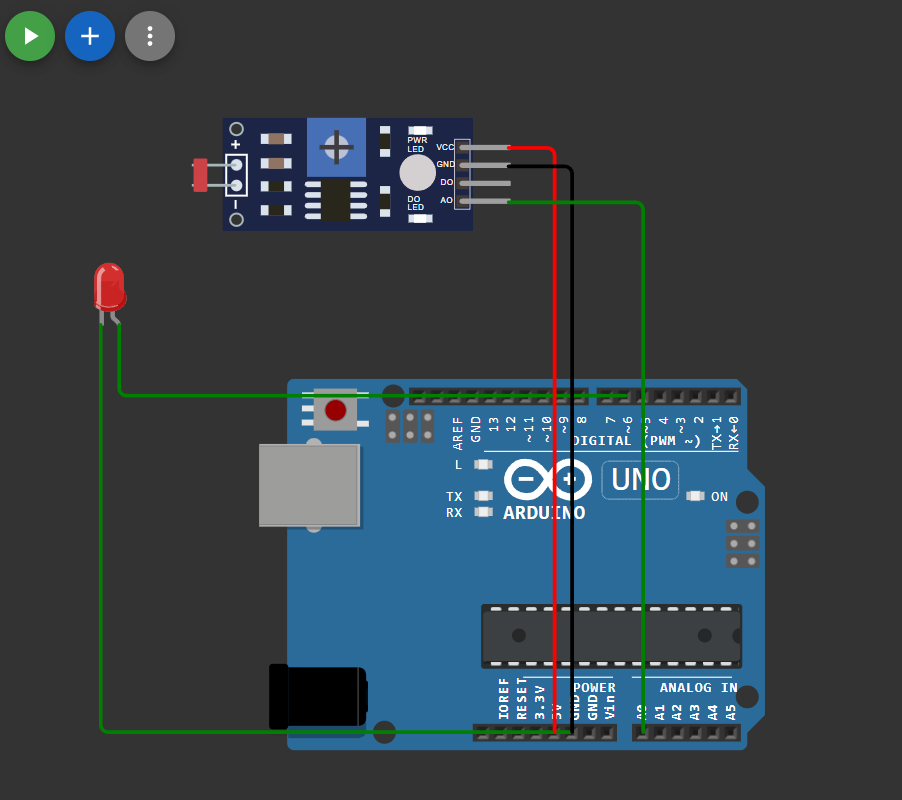 +
PWR
LED
VCC
GND
DO
AO
DO
LED
AREF
GND
13
12
~11
~10
~9
8
7
~6
~5
4
~3
2
TX→1
RX←0
DIGITAL (PWM ~)
L
TX
RX
UNO
ON
ARDUINO
POWER
ANALOG IN
IOREF
RESET
3.3V
5V
GND
GND
Vin
A0
A1
A2
A3
A4
A5